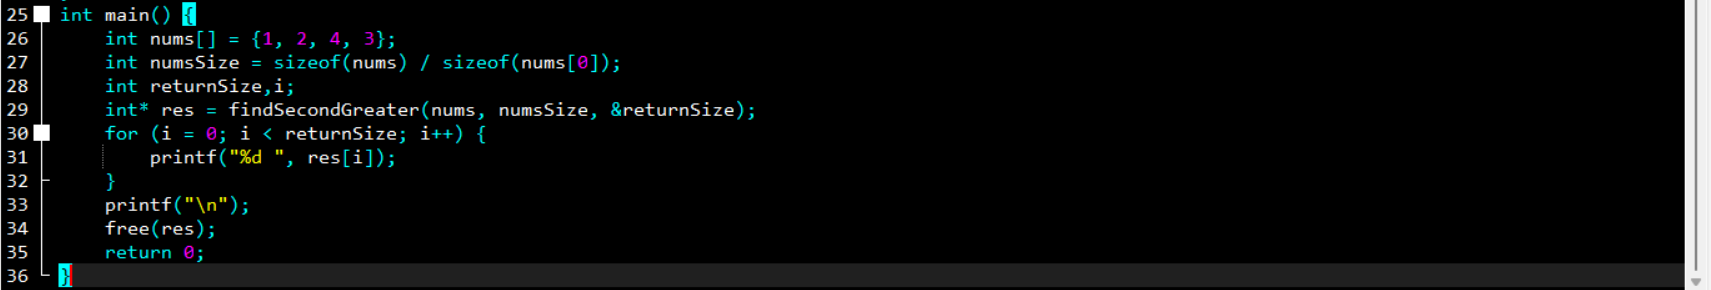 25 int main() {
26     int nums[] = {1, 2, 4, 3};
27     int numsSize = sizeof(nums) / sizeof(nums[0]);
28     int returnSize,i;
29     int* res = findSecondGreater(nums, numsSize, &returnSize);
30     for (i = 0; i < returnSize; i++) {
31         printf("%d ", res[i]);
32     }
33     printf("\n");
34     free(res);
35     return 0;
36 }